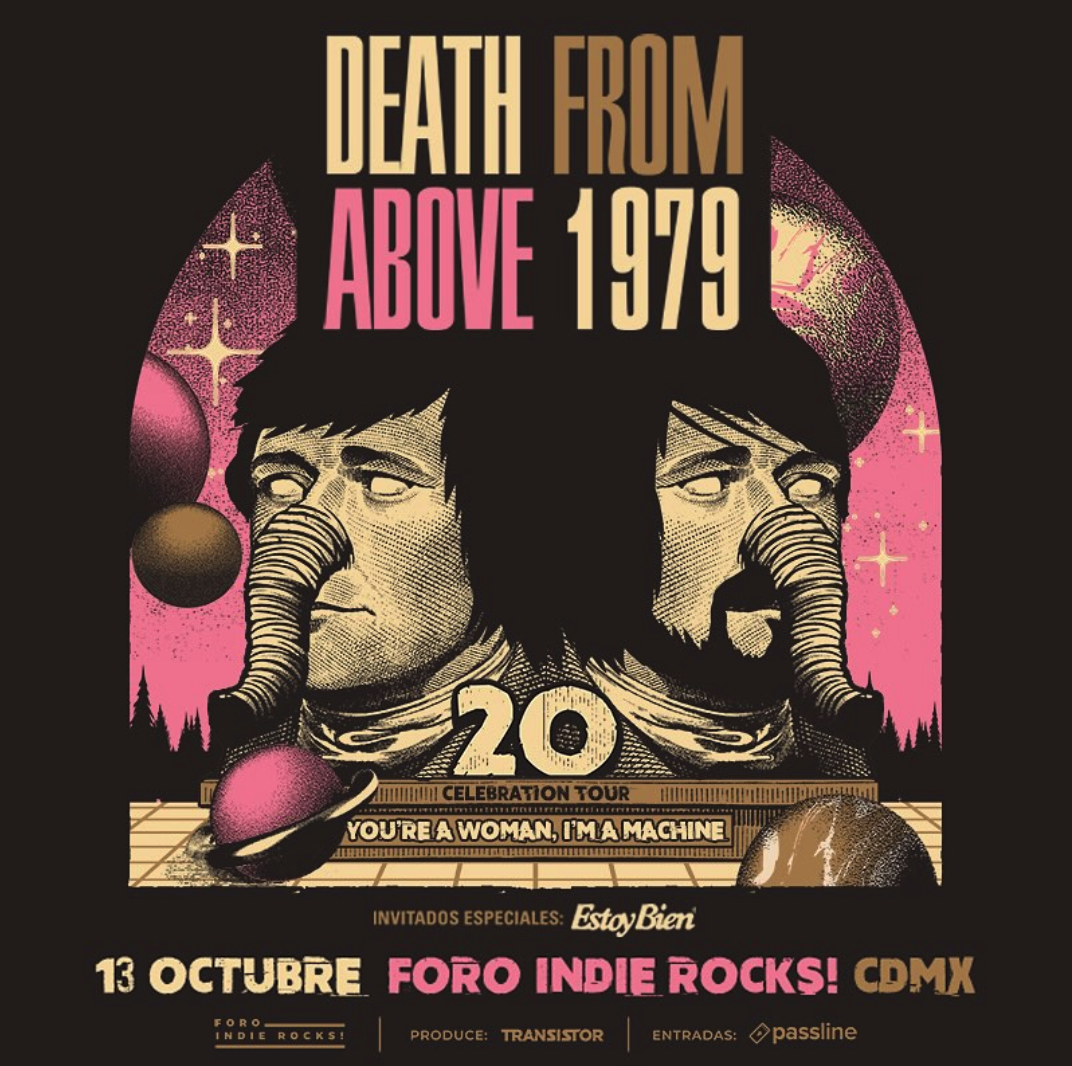 DEATH FROM
ABOVE 1979
20
CELEBRATION TOUR
YOU'RE A WOMAN, I'M A MACHINE
INVITADOS ESPECIALES: EstoyBien
13 OCTUBRE FORO INDIE ROCKS! CDMX
FORO
INDIE ROCKS!
PRODUCE: TRANSISTOR
ENTRADAS: passline